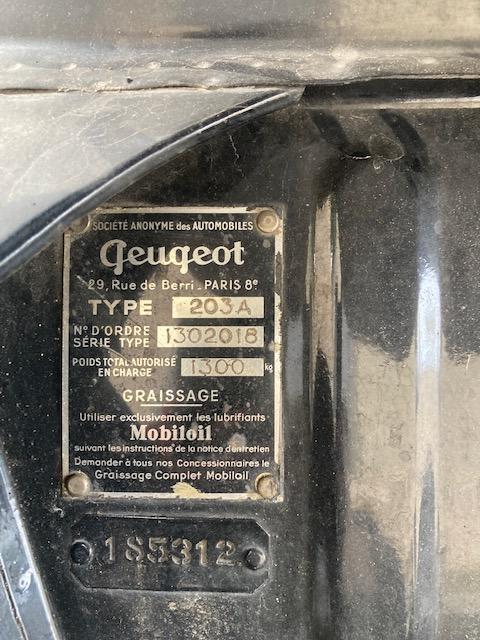 SOCIÉTÉ ANONYME des AUTOMOBILES
Peugeot
29, Rue de Berri _ PARIS 8e
TYPE 203A
No D'ORDRE
SÉRIE TYPE 1302018
POIDS TOTAL AUTORISÉ
EN CHARGE 1300 kg
GRAISSAGE
Utiliser exclusivement les lubrifiants
Mobiloil
suivant les instructions de la notice d'entretien
Demander à tous nos Concessionnaires le
Graissage Complet Mobiloil
1S5312